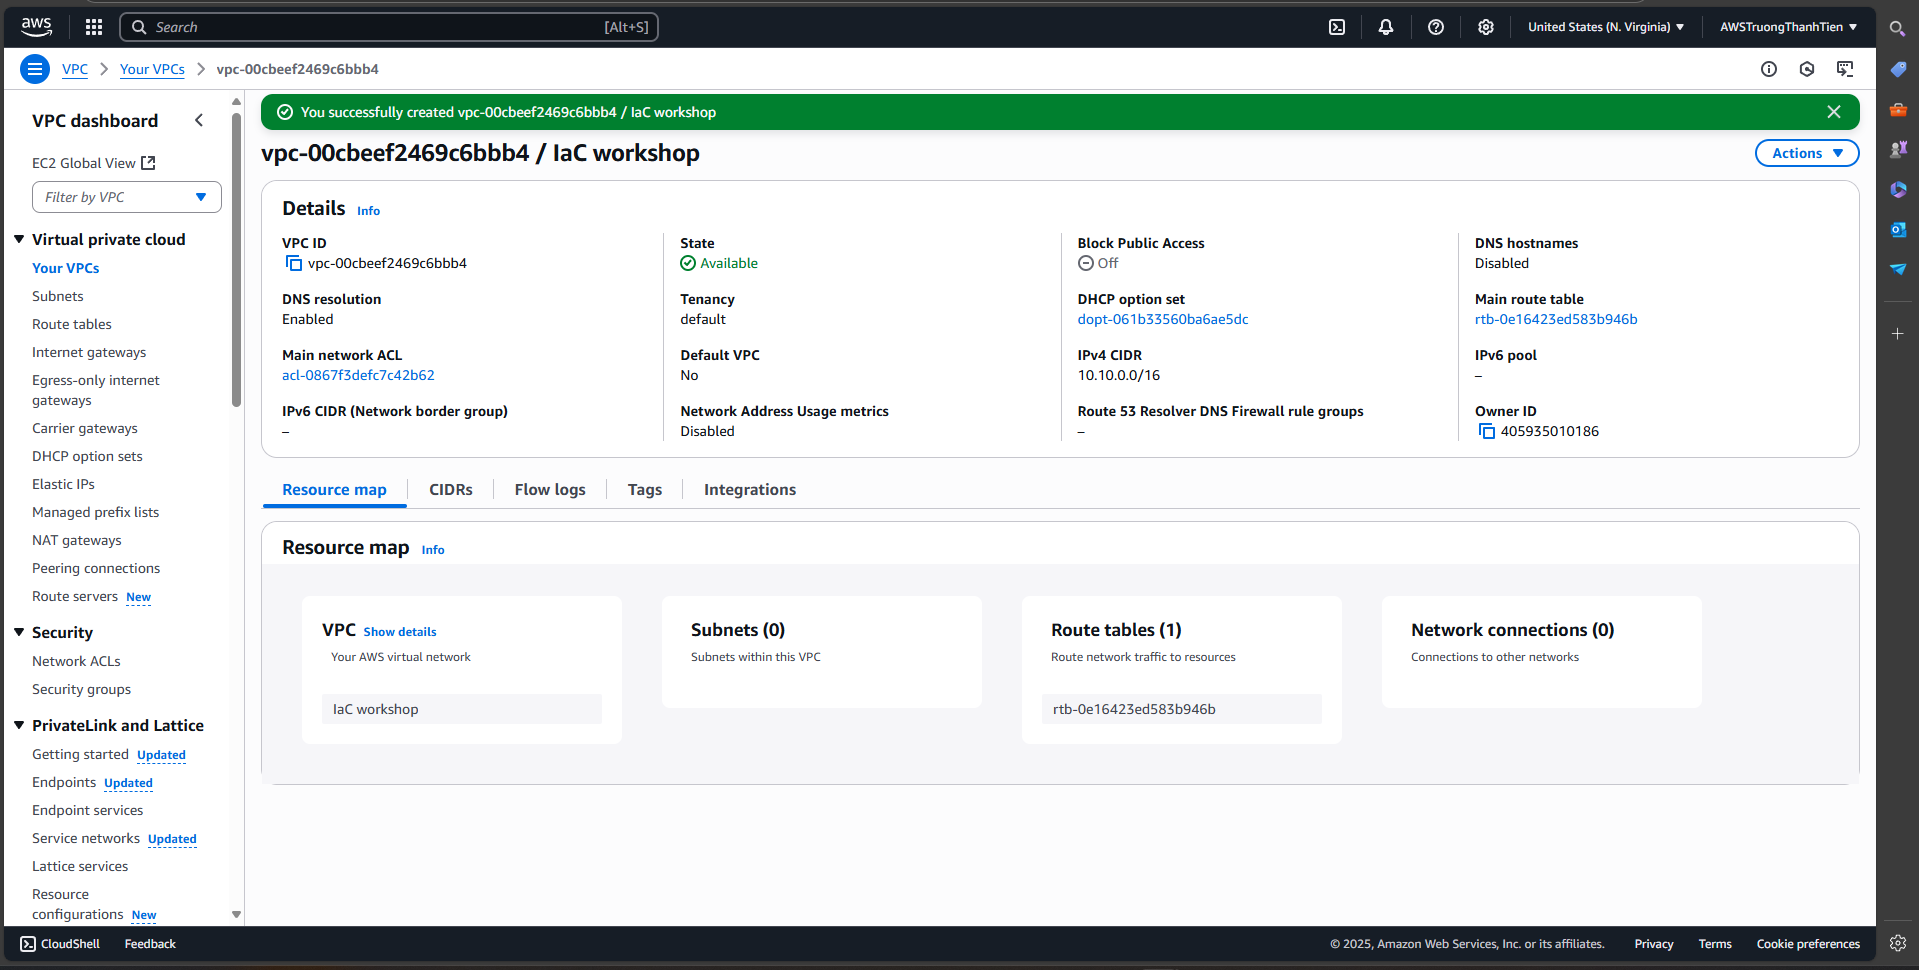 aws
Search [Alt+S]
United States (N. Virginia)
AWSTruongThanhTien
VPC > Your VPCs > vpc-00cbeef2469c6bbb4
VPC dashboard
EC2 Global View
Filter by VPC
Virtual private cloud
Your VPCs
Subnets
Route tables
Internet gateways
Egress-only internet
gateways
Carrier gateways
DHCP option sets
Elastic IPs
Managed prefix lists
NAT gateways
Peering connections
Route servers New
Security
Network ACLs
Security groups
PrivateLink and Lattice
Getting started Updated
Endpoints Updated
Endpoint services
Service networks Updated
Lattice services
Resource
configurations New
You successfully created vpc-00cbeef2469c6bbb4 / IaC workshop
vpc-00cbeef2469c6bbb4 / IaC workshop
Actions
Details Info
VPC ID
vpc-00cbeef2469c6bbb4
State
Available
Block Public Access
Off
DNS hostnames
Disabled
DNS resolution
Enabled
Tenancy
default
DHCP option set
dopt-061b33560ba6ae5dc
Main route table
rtb-0e16423ed583b946b
Main network ACL
acl-0867f3defc7c42b62
Default VPC
No
IPv4 CIDR
10.10.0.0/16
IPv6 pool
–
IPv6 CIDR (Network border group)
–
Network Address Usage metrics
Disabled
Route 53 Resolver DNS Firewall rule groups
–
Owner ID
405935010186
Resource map
CIDRs
Flow logs
Tags
Integrations
Resource map Info
VPC Show details
Your AWS virtual network
IaC workshop
Subnets (0)
Subnets within this VPC
Route tables (1)
Route network traffic to resources
rtb-0e16423ed583b946b
Network connections (0)
Connections to other networks
CloudShell
Feedback
© 2025, Amazon Web Services, Inc. or its affiliates.
Privacy
Terms
Cookie preferences